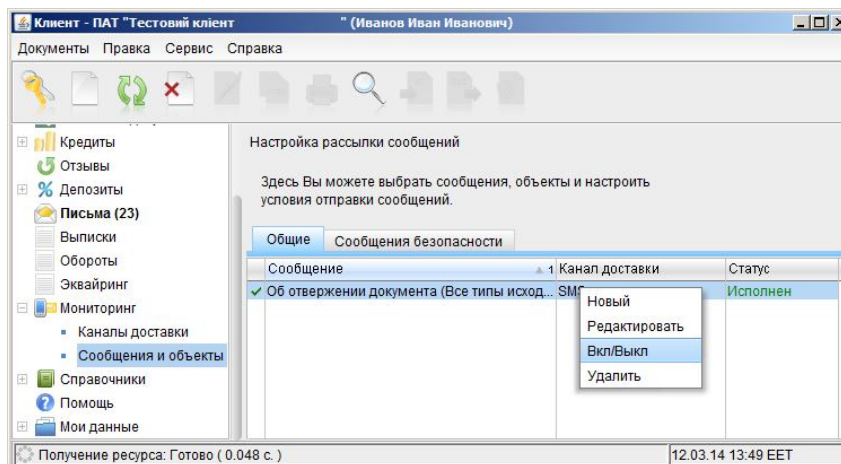 Клиент - ПАТ "Тестовий клієнт " (Иванов Иван Иванович)
Документы Правка Сервис Справка
Кредиты
Отзывы
Депозиты
Письма (23)
Выписки
Обороты
Эквайринг
Мониторинг
Каналы доставки
Сообщения и объекты
Справочники
Помощь
Мои данные
Настройка рассылки сообщений
Здесь Вы можете выбрать сообщения, объекты и настроить
условия отправки сообщений.
Общие Сообщения безопасности
Сообщение 1 Канал доставки Статус
Об отвержении документа (Все типы исход... SMS Исполнен
Новый
Редактировать
Вкл/Выкл
Удалить
Получение ресурса: Готово ( 0.048 с. ) 12.03.14 13:49 EET